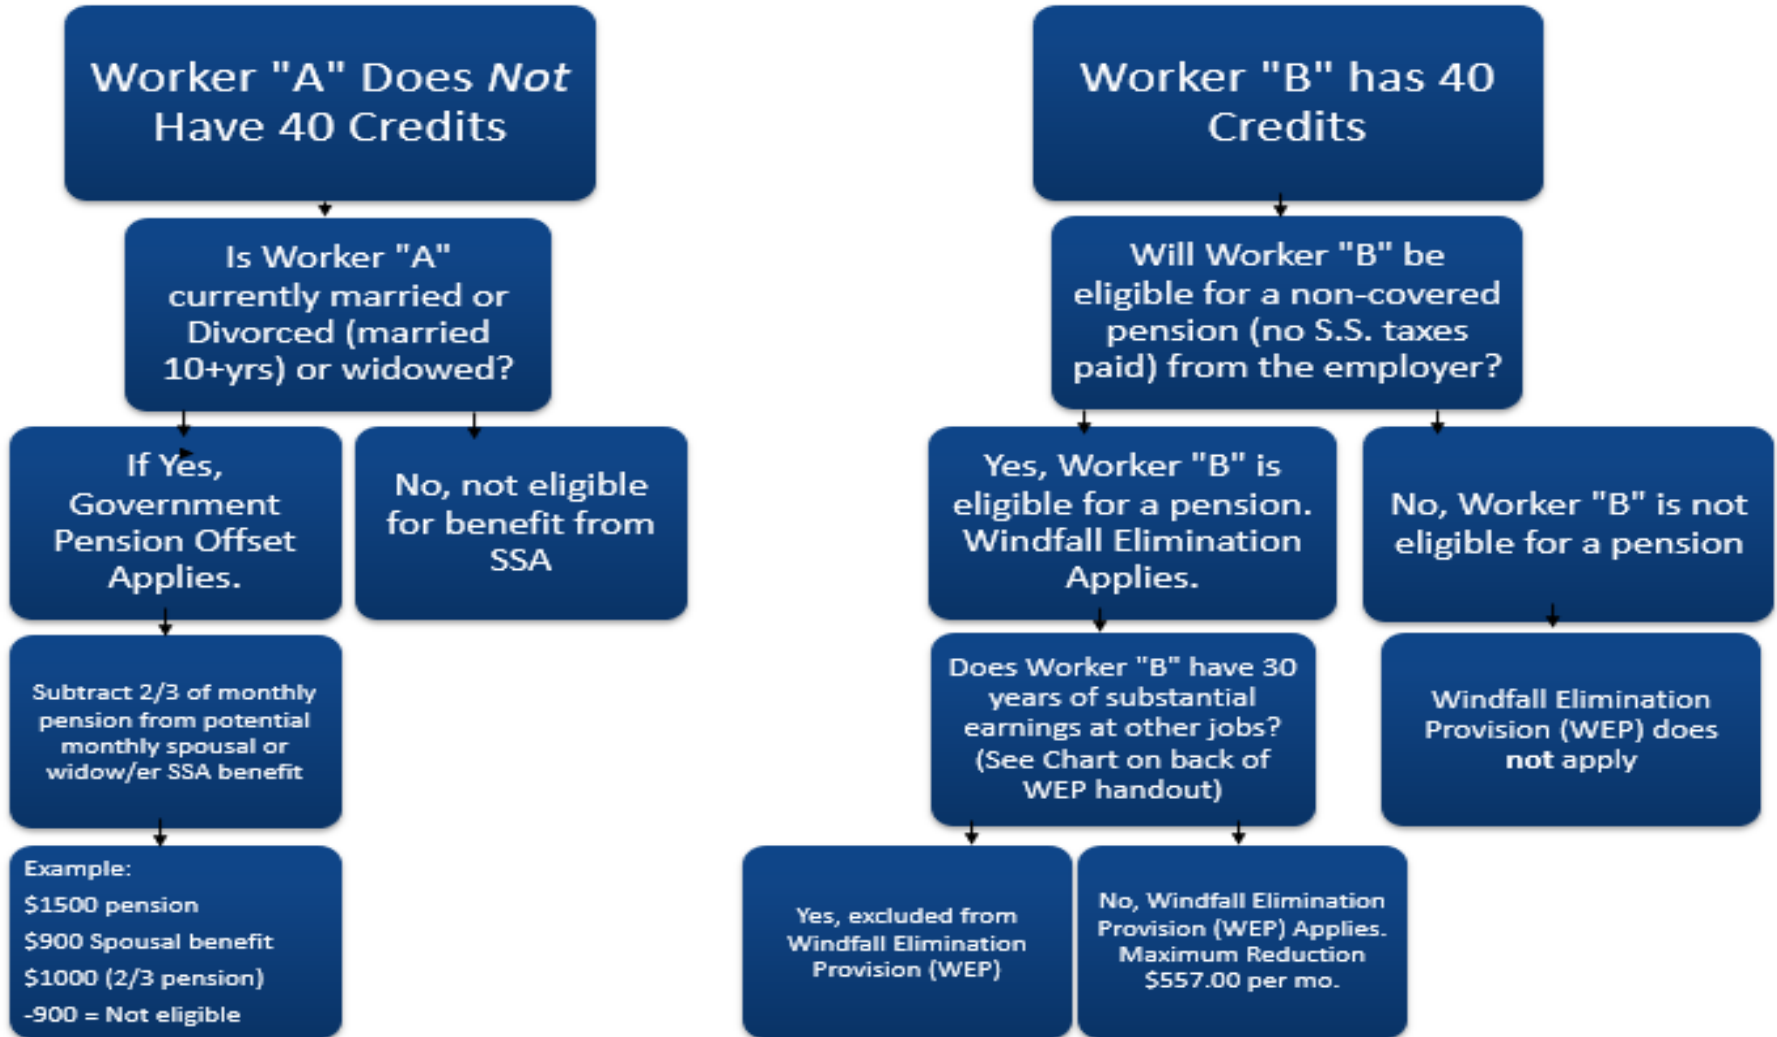 Worker "A" Does Not
Have 40 Credits
Is Worker "A"
currently married or
Divorced (married
10+yrs) or widowed?
If Yes,
Government
Pension Offset
Applies.
No, not eligible
for benefit from
SSA
Subtract 2/3 of monthly
pension from potential
monthly spousal or
widow/er SSA benefit
Example:
$1500 pension
$900 Spousal benefit
$1000 (2/3 pension)
-900 = Not eligible
Worker "B" has 40
Credits
Will Worker "B" be
eligible for a non-covered
pension (no S.S. taxes
paid) from the employer?
Yes, Worker "B" is
eligible for a pension.
Windfall Elimination
Applies.
No, Worker "B" is not
eligible for a pension
Does Worker "B" have 30
years of substantial
earnings at other jobs?
(See Chart on back of
WEP handout)
Windfall Elimination
Provision (WEP) does
not apply
Yes, excluded from
Windfall Elimination
Provision (WEP)
No, Windfall Elimination
Provision (WEP) Applies.
Maximum Reduction
$557.00 per mo.